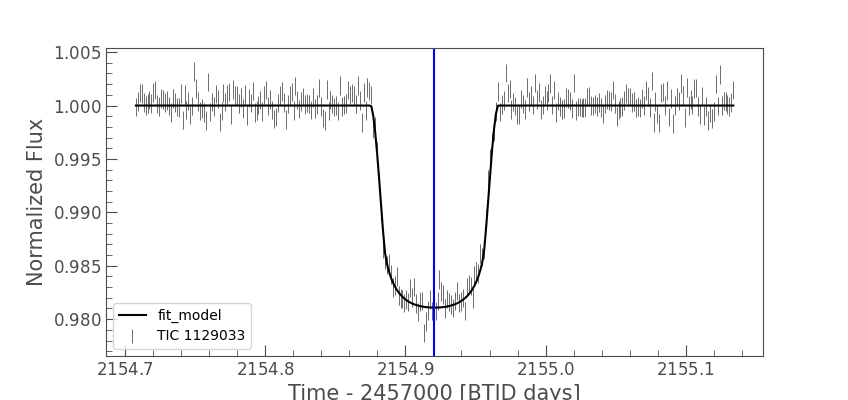 1.005
1.000
0.995
0.990
0.985
0.980
Normalized Flux
fit_model
TIC 1129033
2154.7 2154.8 2154.9 2155.0 2155.1
Time - 2457000 [BTJD days]